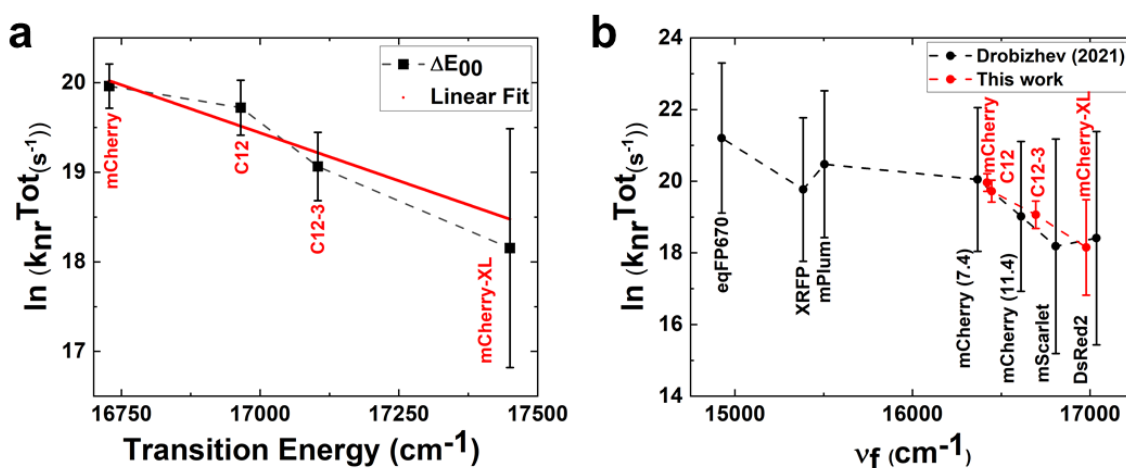 a
ln (knrTot(s-1))
20
19
18
17
16750
17000
17250
17500
Transition Energy (cm-1)
ΔE00
Linear Fit
mCherry
C12
C12-3
mCherry-XL
b
ln (knrTot(s-1))
24
22
20
18
16
14
15000
16000
17000
νf (cm-1)
Drobizhev (2021)
This work
eqFP670
XRFP
mPlum
mCherry (7.4)
mCherry (11.4)
mScarlet
DsRed2
mCherry
C12
C12-3
mCherry-XL